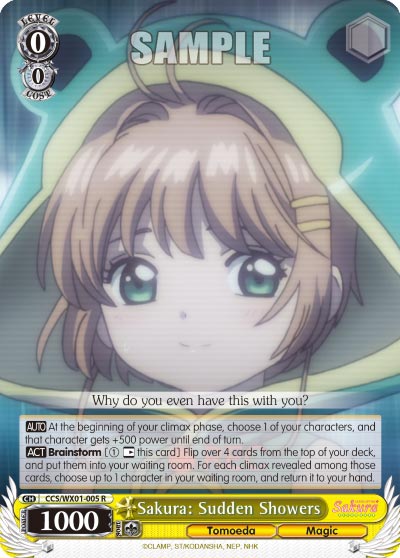 LEVEL
0
0
COST
SAMPLE
Why do you even have this with you?
AUTO At the beginning of your climax phase, choose 1 of your characters, and
that character gets +500 power until end of turn.
ACT Brainstorm [① this card] Flip over 4 cards from the top of your deck,
and put them into your waiting room. For each climax revealed among those
cards, choose up to 1 character in your waiting room, and return it to your hand.
CH CCS/WX01-005 R
POWER 1000
Sakura: Sudden Showers
Sakura
Tomoeda Magic
©CLAMP, ST/KODANSHA, NEP, NHK